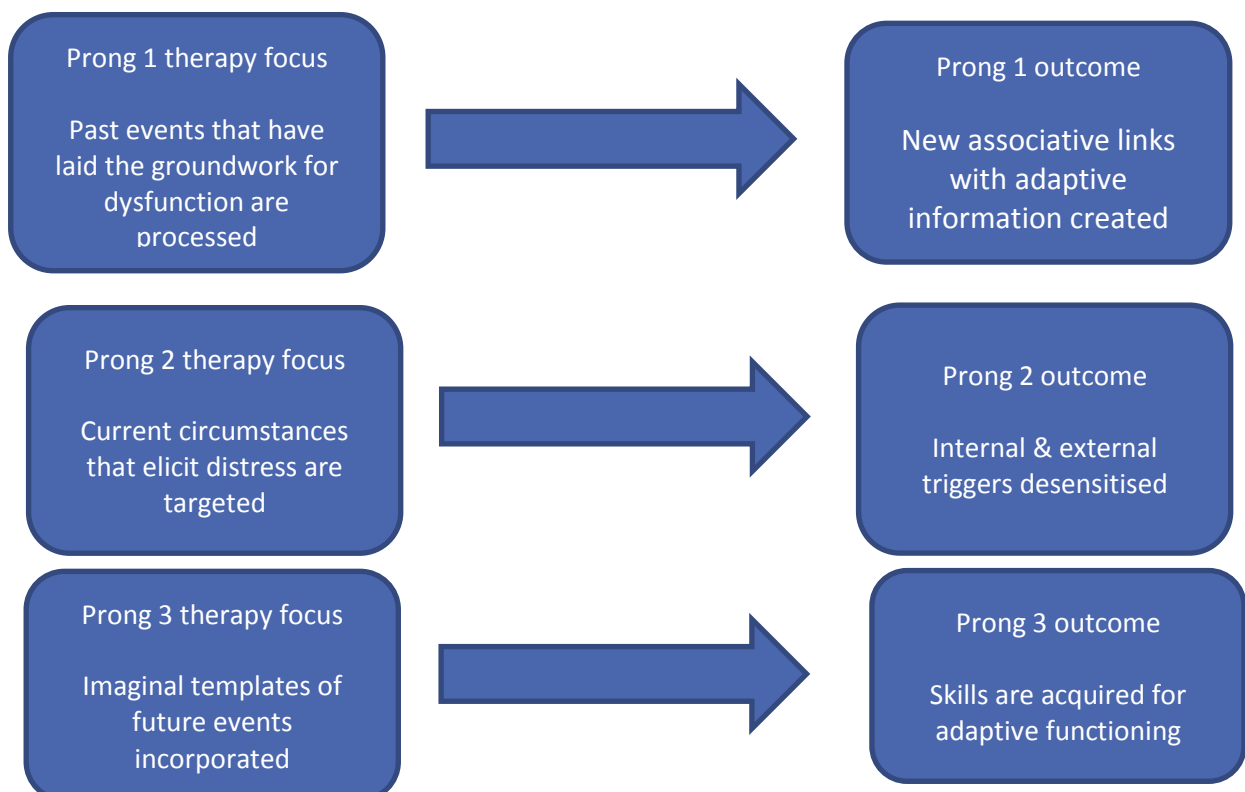 Prong 1 therapy focus
Past events that have
laid the groundwork for
dysfunction are
processed
Prong 1 outcome
New associative links
with adaptive
information created
Prong 2 therapy focus
Current circumstances
that elicit distress are
targeted
Prong 2 outcome
Internal & external
triggers desensitised
Prong 3 therapy focus
Imaginal templates of
future events
incorporated
Prong 3 outcome
Skills are acquired for
adaptive functioning